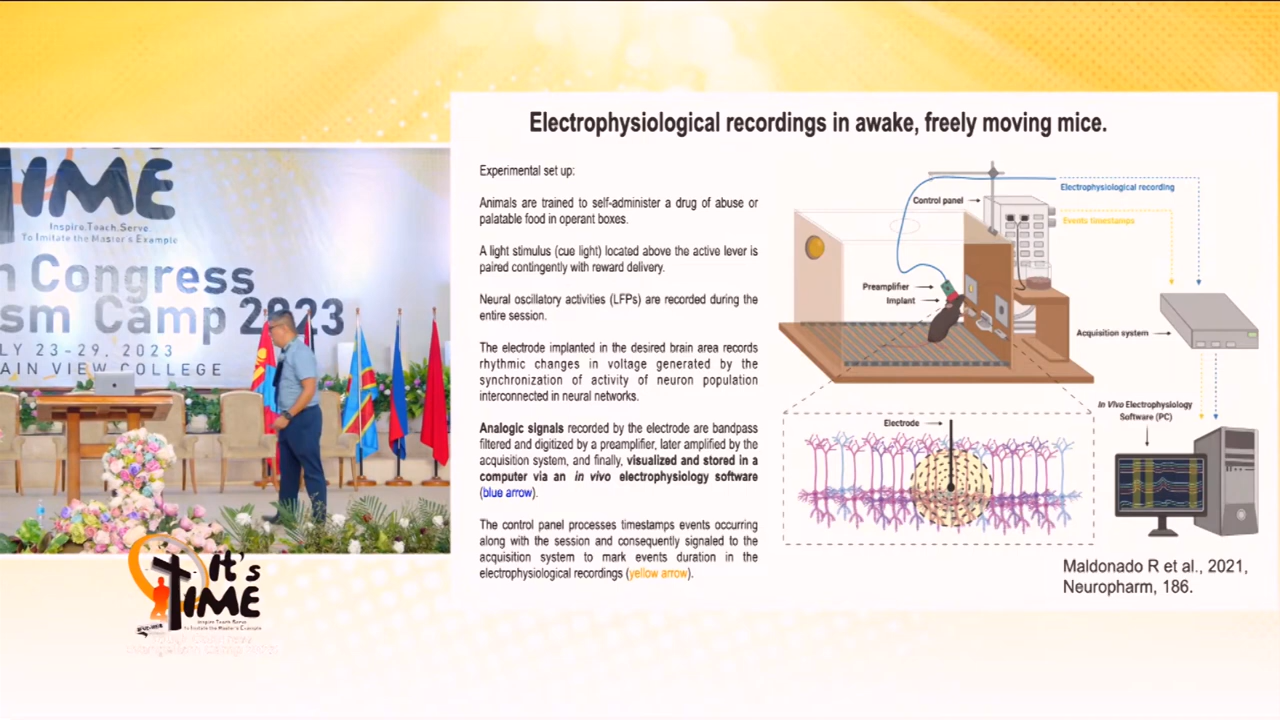 TIME
Inspire.Teach.Serve.
To Imitate the Master's Example
Congress
sm Camp 2023
LY 23-29, 2023
AIN VIEW COLLEGE
It's
TIME
Inspire Teach Serve
To Imitate the Master's Example
Electrophysiological recordings in awake, freely moving mice.
Experimental set up:
Animals are trained to self-administer a drug of abuse or
palatable food in operant boxes.
A light stimulus (cue light) located above the active lever is
paired contingently with reward delivery.
Neural oscillatory activities (LFPs) are recorded during the
entire session.
The electrode implanted in the desired brain area records
rhythmic changes in voltage generated by the
synchronization of activity of neuron population
interconnected in neural networks.
Analogic signals recorded by the electrode are bandpass
filtered and digitized by a preamplifier, later amplified by the
acquisition system, and finally, visualized and stored in a
computer via an in vivo electrophysiology software
(blue arrow).
The control panel processes timestamps events occurring
along with the session and consequently signaled to the
acquisition system to mark events duration in the
electrophysiological recordings (yellow arrow).
Electrophysiological recording
Control panel
Events timestamps
Preamplifier
Implant
Acquisition system
In Vivo Electrophysiology
Software (PC)
Electrode
Maldonado R et al., 2021,
Neuropharm, 186.